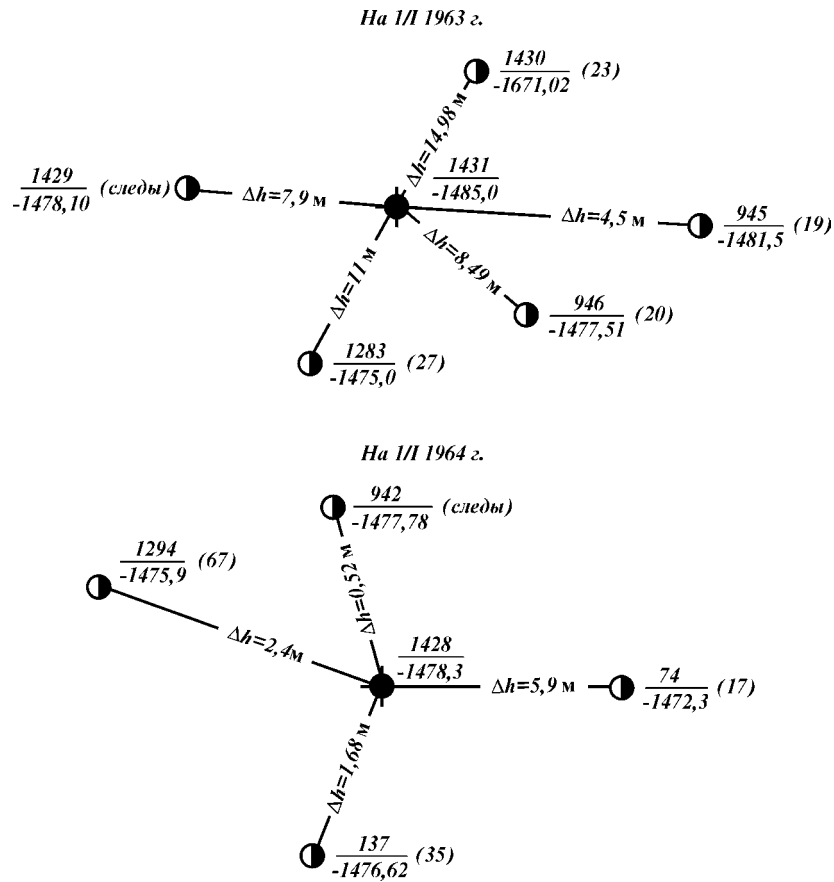 На 1/I 1963 г.
1430
-1671,02
(23)
Δh=14,98 м
1431
-1485,0
1429
-1478,10
(следы)
Δh=7,9 м
Δh=4,5 м
945
-1481,5
(19)
Δh=8,49 м
946
-1477,51
(20)
Δh=11 м
1283
-1475,0
(27)
На 1/I 1964 г.
942
-1477,78
(следы)
1294
-1475,9
(67)
Δh=0,52 м
Δh=2,4м
1428
-1478,3
Δh=5,9 м
74
-1472,3
(17)
Δh=1,68 м
137
-1476,62
(35)